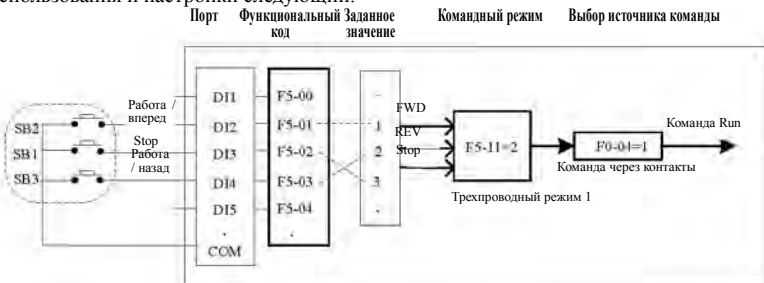 использования и настройки следующий:
Порт Функциональный код Заданное значение Командный режим Выбор источника команды
SB2
SB1
SB3
Работа / вперед
Stop
Работа / назад
DI1
DI2
DI3
DI4
DI5
.
COM
F5-00
F5-01
F5-02
F5-03
F5-04
.
-
1
2
3
.
FWD
REV
Stop
F5-11=2
Трехпроводный режим 1
F0-04=1
Команда через контакты
Команда Run